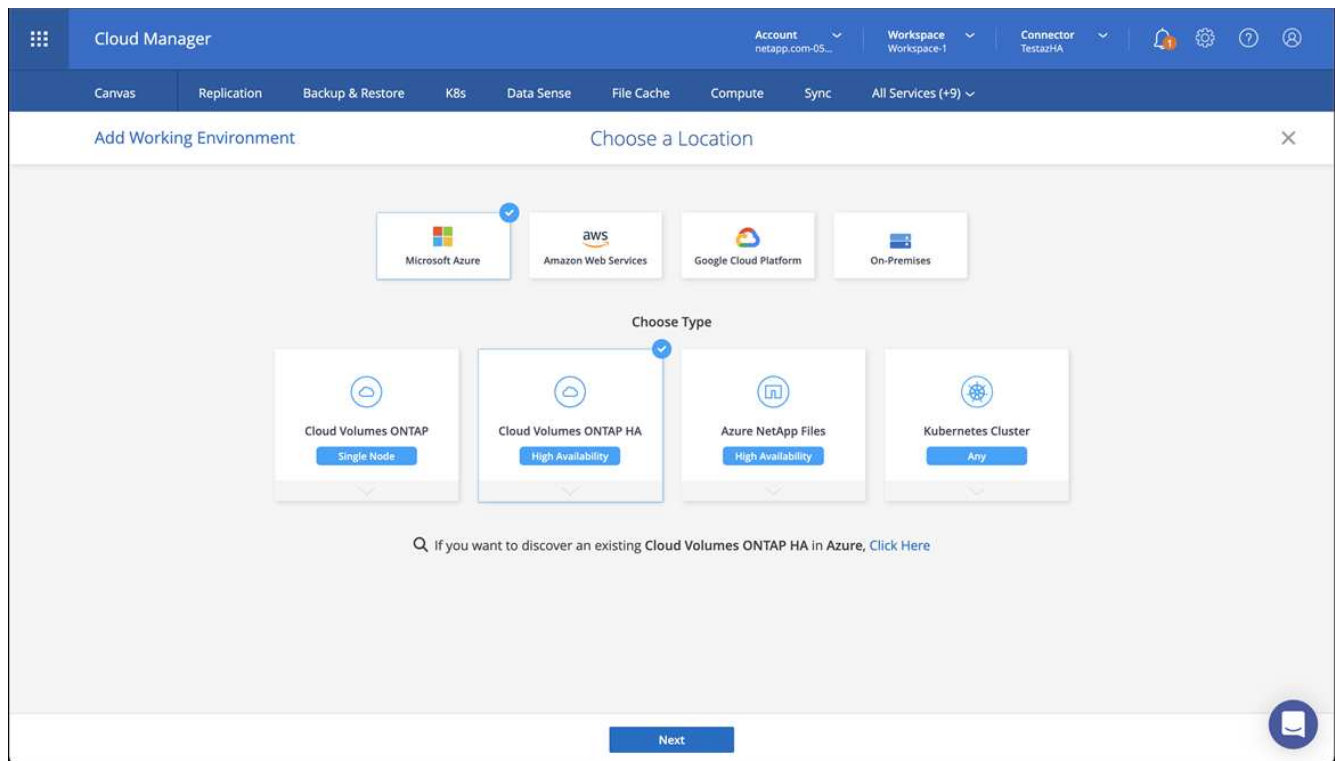 Cloud Manager
Account
netapp.com-05...
Workspace
Workspace-1
Connector
TestazHA
1
Canvas Replication Backup & Restore K8s Data Sense File Cache Compute Sync All Services (+9)
Add Working Environment
Choose a Location
Microsoft Azure
aws
Amazon Web Services
Google Cloud Platform
On-Premises
Choose Type
Cloud Volumes ONTAP
Single Node
Cloud Volumes ONTAP HA
High Availability
Azure NetApp Files
High Availability
Kubernetes Cluster
Any
If you want to discover an existing Cloud Volumes ONTAP HA in Azure, Click Here
Next